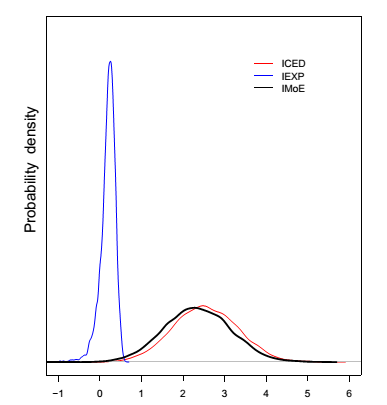 Probability density
ICED
IEXP
IMoE
−1 0 1 2 3 4 5 6